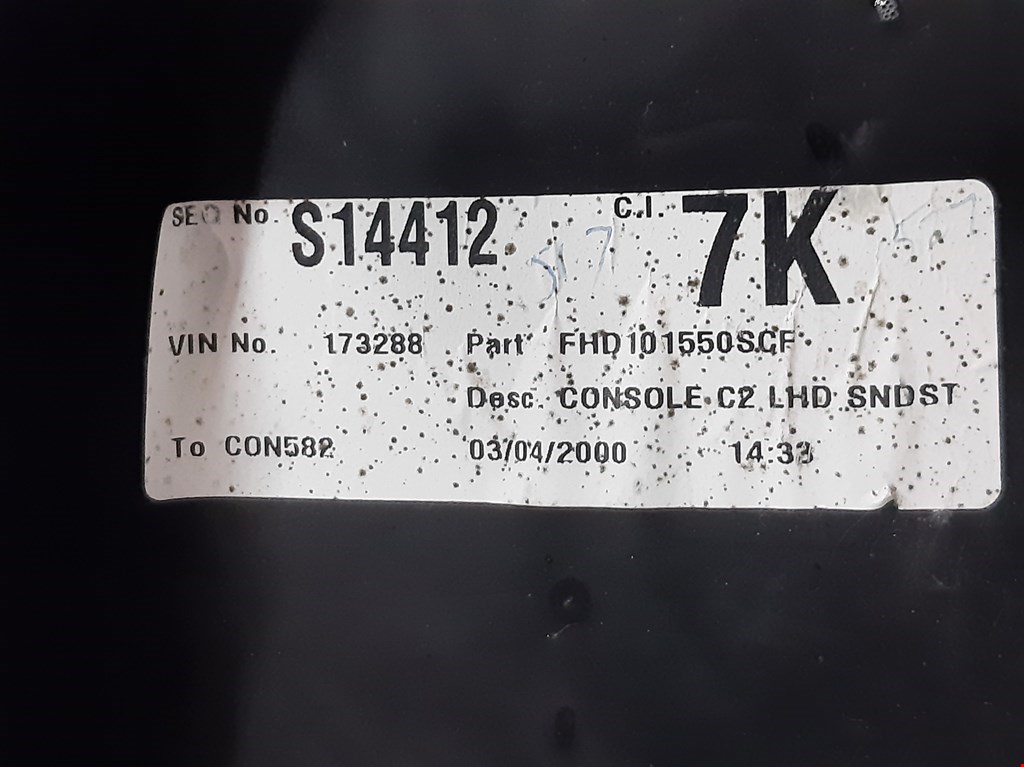 SEQ No. S14412 C.I. 7K
VIN No. 173288 Part FHD101550SCF
Desc. CONSOLE C2 LHD SNDST
To CON582 03/04/2000 14:33